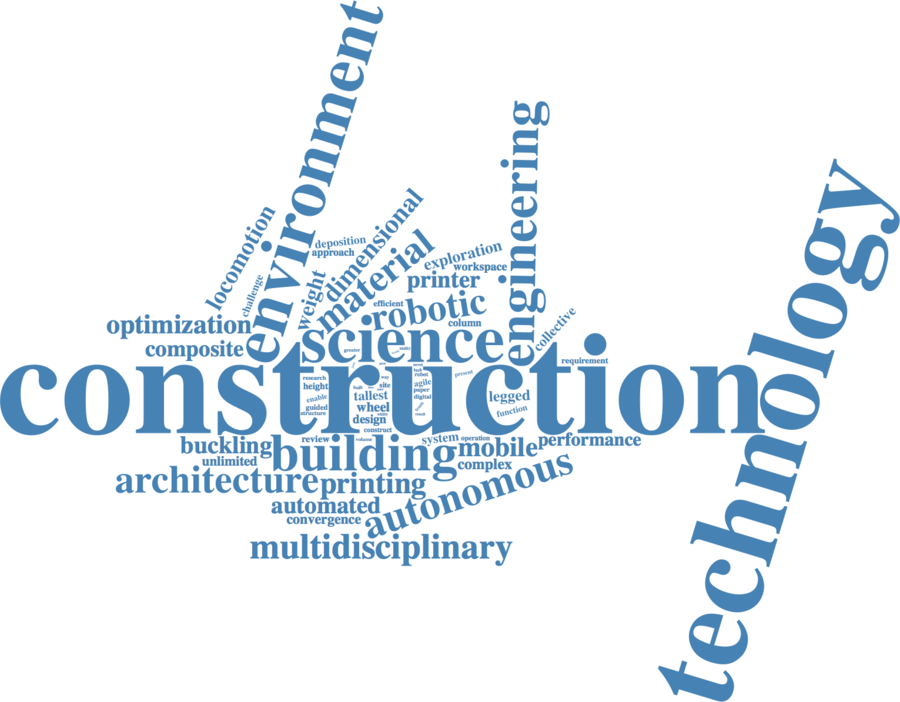 environment
engineering
technology
locomotion
deposition
approach
dimensional
challenge
weight
material
exploration
workspace
printer
efficient
robotic
column
collective
optimization
composite
science
requirement
construction
research
height
enable
guided
structure
built
site
tallest
wheel
design
construct
robot
agile
paper
digital
present
legged
function
buckling
unlimited
review
volume
building
system
operation
mobile
complex
performance
architecture
printing
autonomous
automated
convergence
multidisciplinary
greater
way